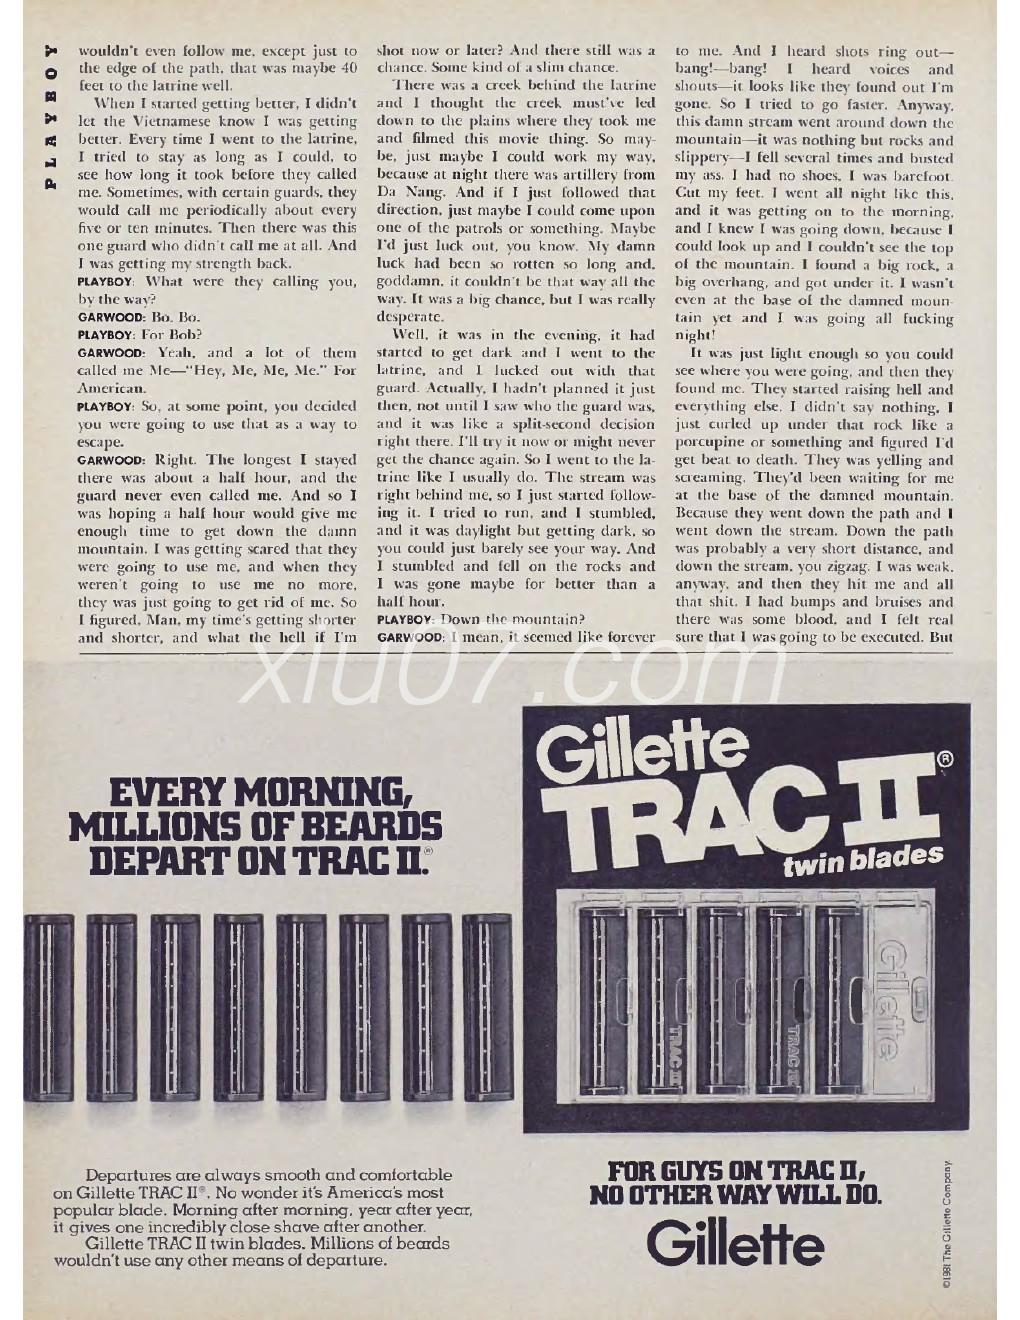 PLAYBOY
wouldn't even follow me, except just to
the edge of the path, that was maybe 40
feet to the latrine well.
When I started getting better, I didn't
let the Vietnamese know I was getting
better. Every time I went to the latrine,
I tried to stay as long as I could, to
see how long it took before they called
me. Sometimes, with certain guards, they
would call me periodically about every
five or ten minutes. Then there was this
one guard who didn't call me at all. And
I was getting my strength back.
PLAYBOY: What were they calling you,
by the way?
GARWOOD: Bo. Bo.
PLAYBOY: For Bob?
GARWOOD: Yeah, and a lot of them
called me Me—"Hey, Me, Me, Me." For
American.
PLAYBOY: So, at some point, you decided
you were going to use that as a way to
escape.
GARWOOD: Right. The longest I stayed
there was about a half hour, and the
guard never even called me. And so I
was hoping a half hour would give me
enough time to get down the damn
mountain. I was getting scared that they
were going to use me, and when they
weren't going to use me no more,
they was just going to get rid of me. So
I figured, Man, my time's getting shorter
and shorter, and what the hell if I'm
shot now or later? And there still was a
chance. Some kind of a slim chance.
There was a creek behind the latrine
and I thought the creek must've led
down to the plains where they took me
and filmed this movie thing. So may-
be, just maybe I could work my way,
because at night there was artillery from
Da Nang. And if I just followed that
direction, just maybe I could come upon
one of the patrols or something. Maybe
I'd just luck out, you know. My damn
luck had been so rotten so long and,
goddamn, it couldn't be that way all the
way. It was a big chance, but I was really
desperate.
Well, it was in the evening, it had
started to get dark and I went to the
latrine, and I lucked out with that
guard. Actually, I hadn't planned it just
then, not until I saw who the guard was,
and it was like a split-second decision
right there. I'll try it now or might never
get the chance again. So I went to the la-
trine like I usually do. The stream was
right behind me, so I just started follow-
ing it. I tried to run, and I stumbled,
and it was daylight but getting dark, so
you could just barely see your way. And
I stumbled and fell on the rocks and
I was gone maybe for better than a
half hour.
PLAYBOY: Down the mountain?
GARWOOD: I mean, it seemed like forever
to me. And I heard shots ring out—
bang!—bang! I heard voices and
shouts—it looks like they found out I'm
gone. So I tried to go faster. Anyway,
this damn stream went around down the
mountain—it was nothing but rocks and
slippery—I fell several times and busted
my ass. I had no shoes, I was barefoot.
Cut my feet. I went all night like this,
and it was getting on to the morning,
and I knew I was going down, because I
could look up and I couldn't see the top
of the mountain. I found a big rock, a
big overhang, and got under it. I wasn't
even at the base of the damned moun-
tain yet and I was going all fucking
night!
It was just light enough so you could
see where you were going, and then they
found me. They started raising hell and
everything else. I didn't say nothing, I
just curled up under that rock like a
porcupine or something and figured I'd
get beat to death. They was yelling and
screaming. They'd been waiting for me
at the base of the damned mountain.
Because they went down the path and I
went down the stream. Down the path
was probably a very short distance, and
down the stream, you zigzag. I was weak,
anyway, and then they hit me and all
that shit. I had bumps and bruises and
there was some blood, and I felt real
sure that I was going to be executed. But
xiu07.com
EVERY MORNING,
MILLIONS OF BEARDS
DEPART ON TRAC II.®
Departures are always smooth and comfortable
on Gillette TRAC II®. No wonder it's America's most
popular blade. Morning after morning, year after year,
it gives one incredibly close shave after another.
Gillette TRAC II twin blades. Millions of beards
wouldn't use any other means of departure.
Gillette
TRAC II®
twin blades
TRAC II
TRAC II
Gillette
FOR GUYS ON TRAC II,
NO OTHER WAY WILL DO.
Gillette
©1981 The Gillette Company